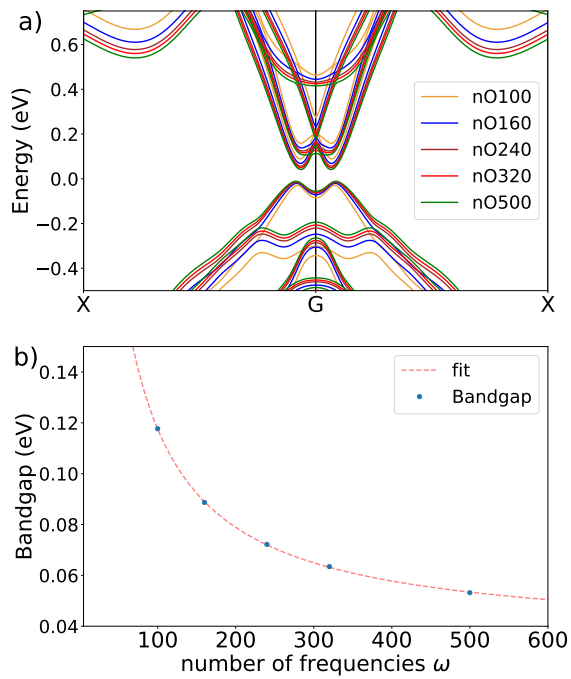 a)
Energy (eV)
0.6
0.4
0.2
0.0
−0.2
−0.4
nO100
nO160
nO240
nO320
nO500
X
G
X
b)
Bandgap (eV)
0.14
0.12
0.10
0.08
0.06
0.04
fit
Bandgap
100 200 300 400 500 600
number of frequencies ω